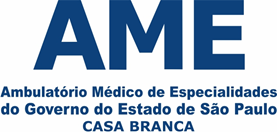 AME
Ambulatório Médico de Especialidades
do Governo do Estado de São Paulo
CASA BRANCA